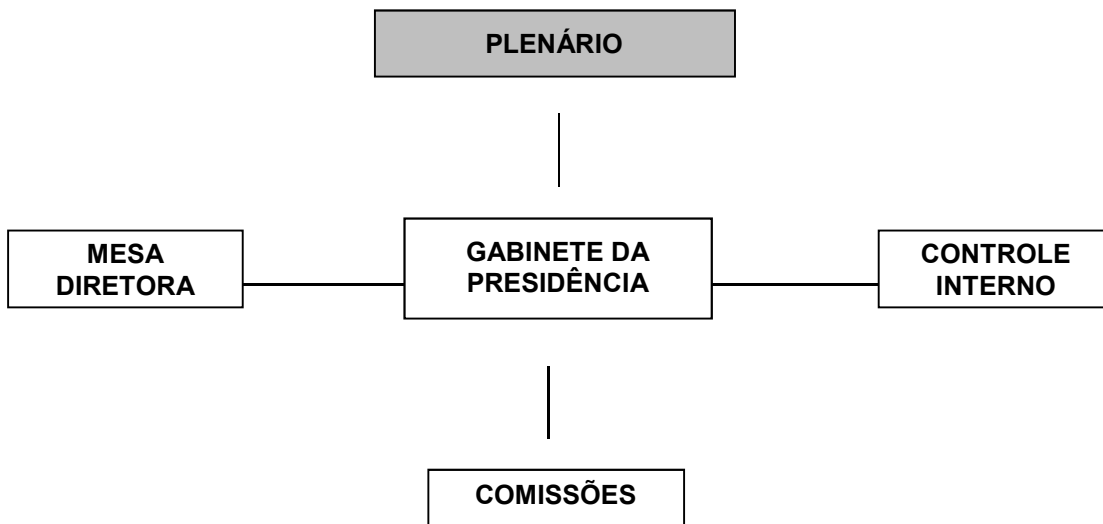 PLENÁRIO
MESA
DIRETORA
GABINETE DA
PRESIDÊNCIA
CONTROLE
INTERNO
COMISSÕES